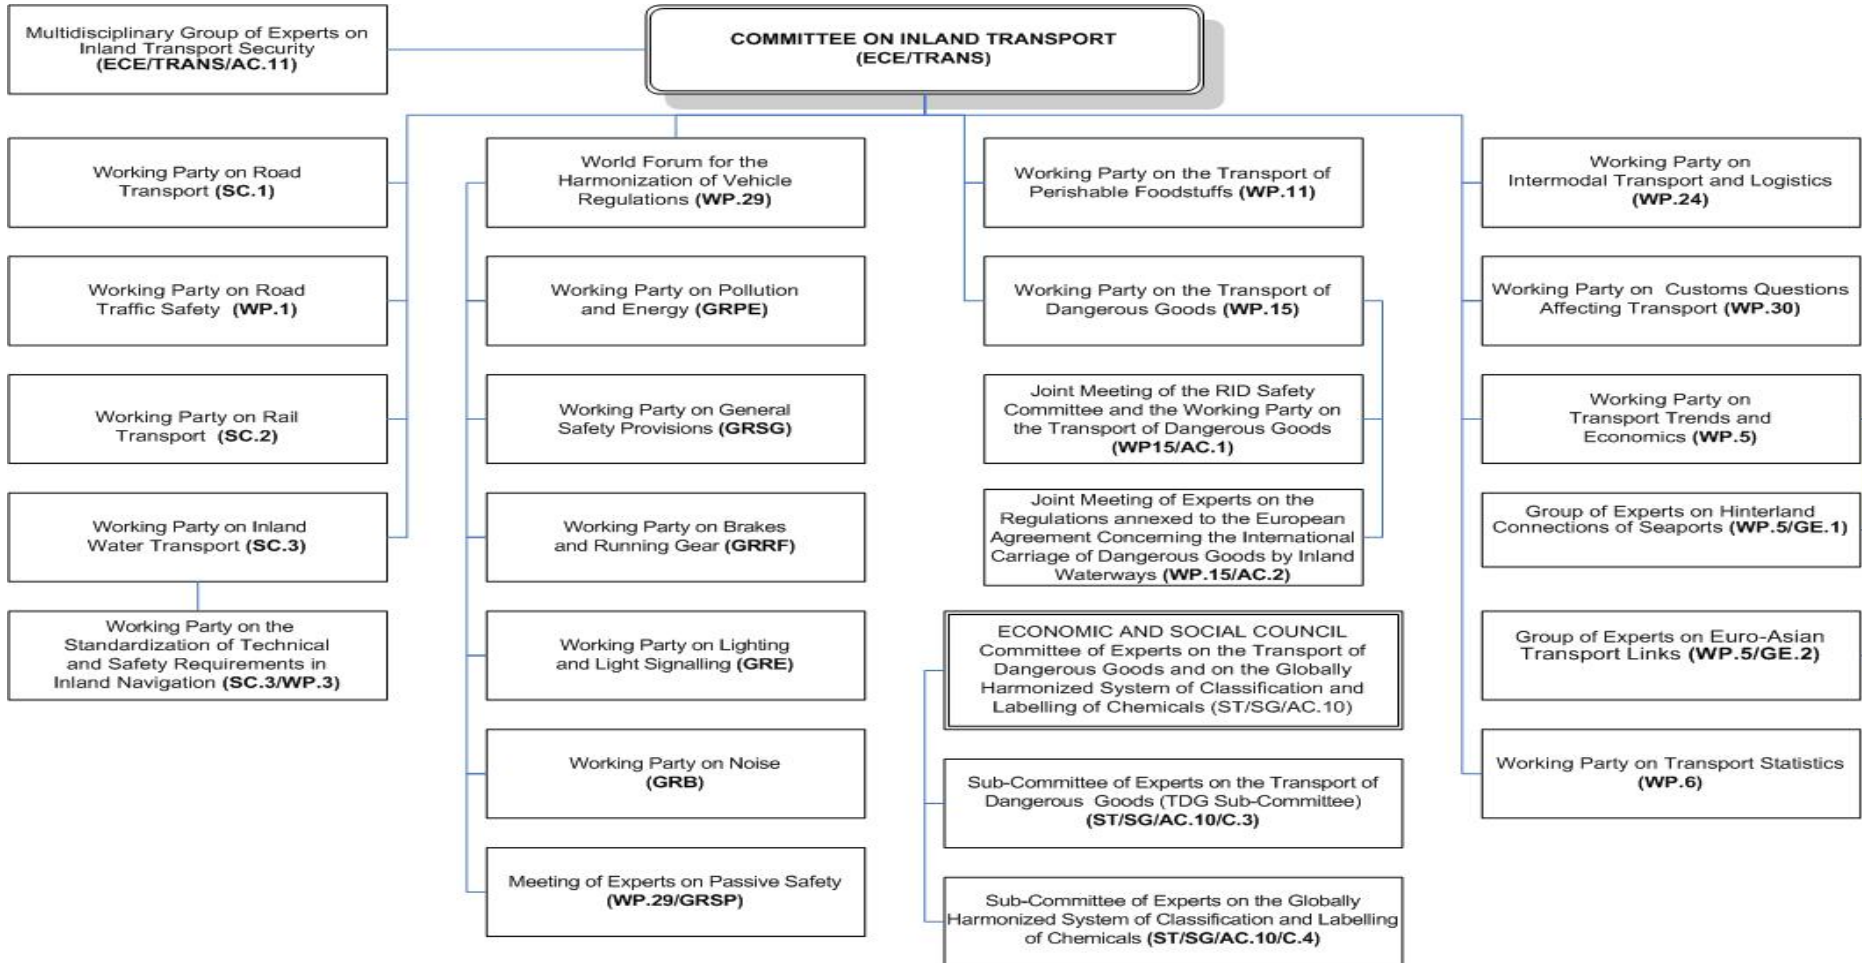 Multidisciplinary Group of Experts on
Inland Transport Security
(ECE/TRANS/AC.11)
COMMITTEE ON INLAND TRANSPORT
(ECE/TRANS)
Working Party on Road
Transport (SC.1)
Working Party on Road
Traffic Safety (WP.1)
Working Party on Rail
Transport (SC.2)
Working Party on Inland
Water Transport (SC.3)
Working Party on the
Standardization of Technical
and Safety Requirements in
Inland Navigation (SC.3/WP.3)
World Forum for the
Harmonization of Vehicle
Regulations (WP.29)
Working Party on Pollution
and Energy (GRPE)
Working Party on General
Safety Provisions (GRSG)
Working Party on Brakes
and Running Gear (GRRF)
Working Party on Lighting
and Light Signalling (GRE)
Working Party on Noise
(GRB)
Meeting of Experts on Passive Safety
(WP.29/GRSP)
Working Party on the Transport of
Perishable Foodstuffs (WP.11)
Working Party on the Transport of
Dangerous Goods (WP.15)
Joint Meeting of the RID Safety
Committee and the Working Party on
the Transport of Dangerous Goods
(WP15/AC.1)
Joint Meeting of Experts on the
Regulations annexed to the European
Agreement Concerning the International
Carriage of Dangerous Goods by Inland
Waterways (WP.15/AC.2)
ECONOMIC AND SOCIAL COUNCIL
Committee of Experts on the Transport of
Dangerous Goods and on the Globally
Harmonized System of Classification and
Labelling of Chemicals (ST/SG/AC.10)
Sub-Committee of Experts on the Transport of
Dangerous Goods (TDG Sub-Committee)
(ST/SG/AC.10/C.3)
Sub-Committee of Experts on the Globally
Harmonized System of Classification and Labelling
of Chemicals (ST/SG/AC.10/C.4)
Working Party on
Intermodal Transport and Logistics
(WP.24)
Working Party on Customs Questions
Affecting Transport (WP.30)
Working Party on
Transport Trends and
Economics (WP.5)
Group of Experts on Hinterland
Connections of Seaports (WP.5/GE.1)
Group of Experts on Euro-Asian
Transport Links (WP.5/GE.2)
Working Party on Transport Statistics
(WP.6)